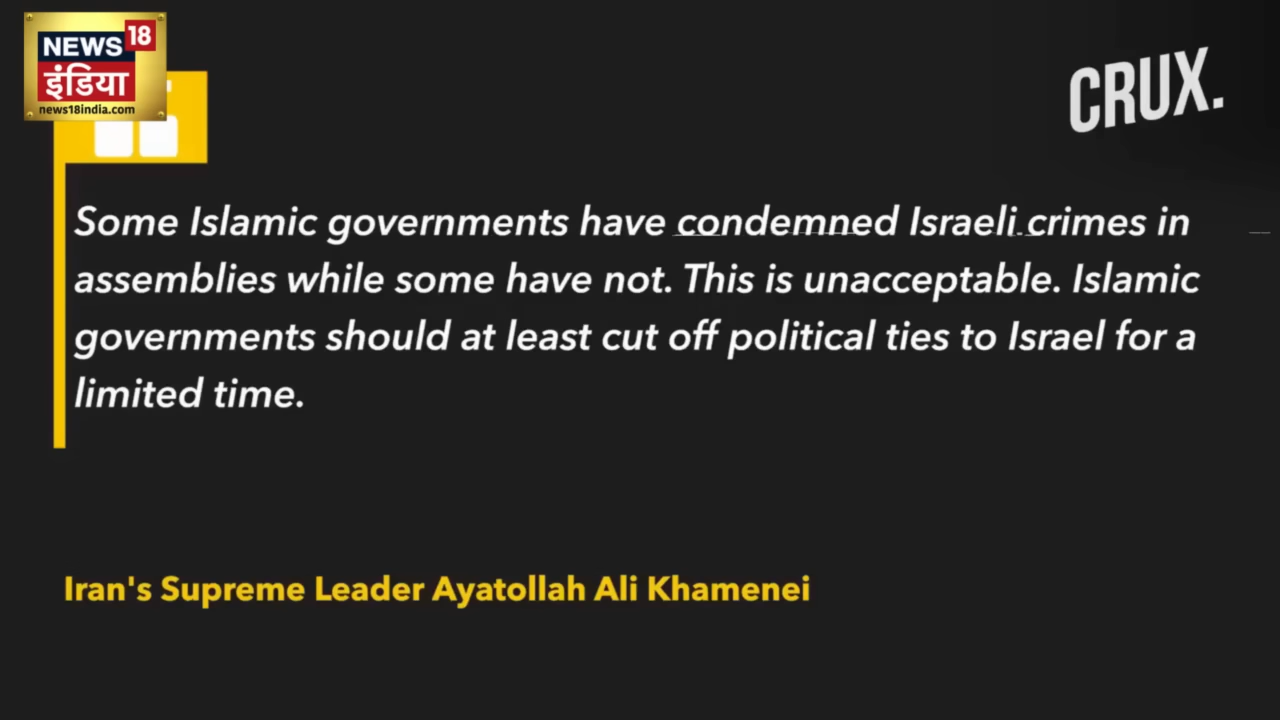 NEWS 18
इंडिया
news18india.com
CRUX.
Some Islamic governments have condemned Israeli crimes in
assemblies while some have not. This is unacceptable. Islamic
governments should at least cut off political ties to Israel for a
limited time.
Iran's Supreme Leader Ayatollah Ali Khamenei